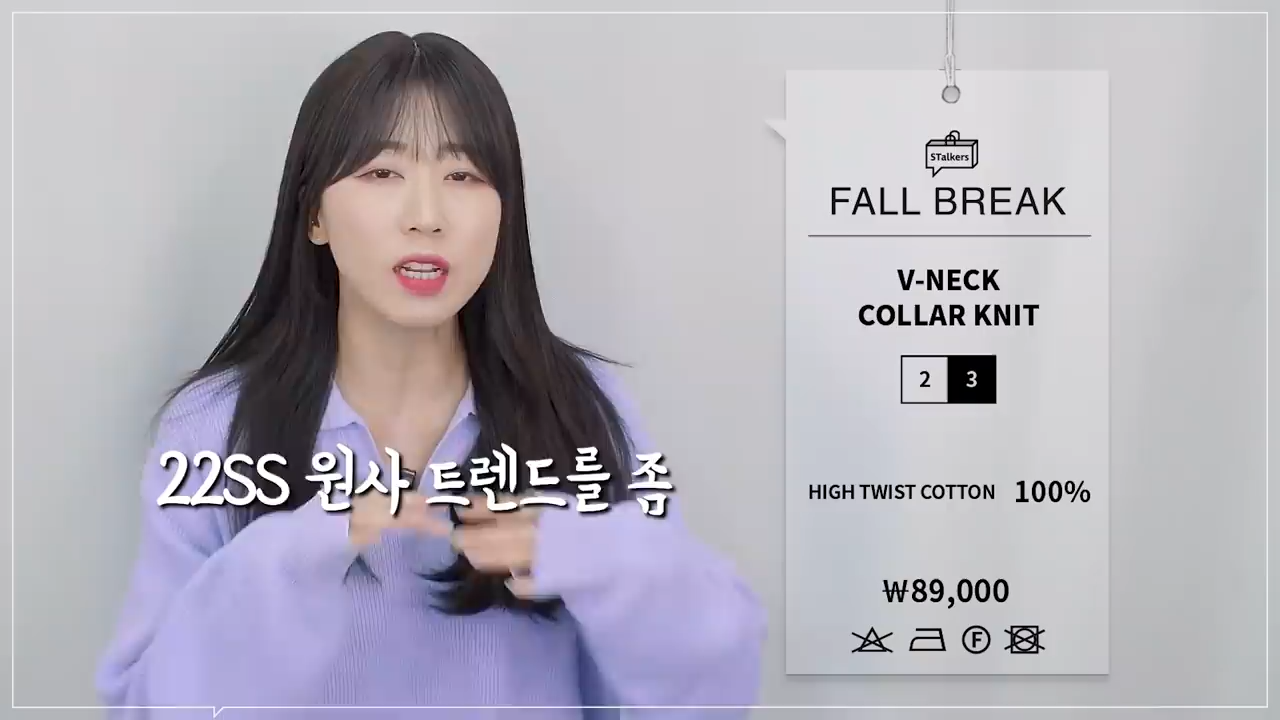 STalkers
FALL BREAK
V-NECK
COLLAR KNIT
2 3
HIGH TWIST COTTON 100%
₩89,000
F
22SS 원사 트렌드를 좀